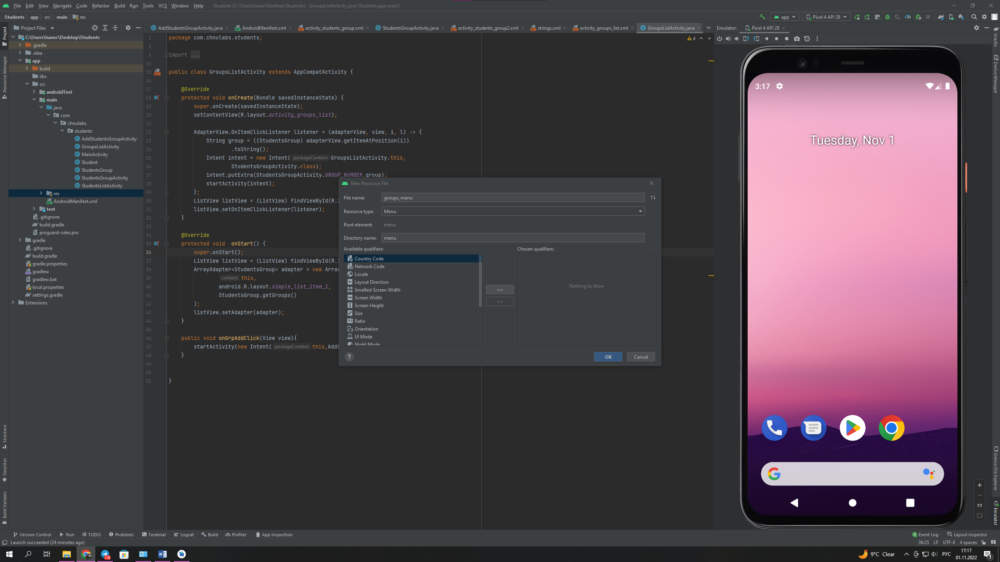 File Edit View Navigate Code Refactor Build Run Tools VCS Window Help Students [C:\Users\haner\Desktop\Students] - GroupsListActivity.java [Students.app.main]
Students app src main res
app Pixel 4 API 28
Project Files
AddStudentsGroupActivity.java AndroidManifest.xml activity_students_group.xml StudentsGroupActivity.java activity_students_group2.xml strings.xml activity_groups_list.xml GroupsListActivity.java
Emulator: Pixel 4 API 28
Project
Resource Manager
Structure
Favorites
Build Variants
C:\Users\haner\Desktop\Students
.gradle
.idea
app
build
libs
src
androidTest
main
java
com
chnulabs
students
AddStudentsGroupActivity
GroupsListActivity
MainActivity
Student
StudentsGroup
StudentsGroupActivity
StudentsListActivity
res
AndroidManifest.xml
test
.gitignore
build.gradle
proguard-rules.pro
gradle
.gitignore
build.gradle
gradle.properties
gradlew
gradlew.bat
local.properties
settings.gradle
Extensions
4
1 package com.chnulabs.students;
2
3 import ...
14
15 public class GroupsListActivity extends AppCompatActivity {
16
17 @Override
18 protected void onCreate(Bundle savedInstanceState) {
19 super.onCreate(savedInstanceState);
20 setContentView(R.layout.activity_groups_list);
21
22 AdapterView.OnItemClickListener listener = (adapterView, view, i, l) -> {
23 String group = ((StudentsGroup) adapterView.getItemAtPosition(i))
24 .toString();
25 Intent intent = new Intent( packageContext: GroupsListActivity.this,
26 StudentsGroupActivity.class);
27 intent.putExtra(StudentsGroupActivity.GROUP_NUMBER,group);
28 startActivity(intent);
29 };
30 ListView listView = (ListView) findViewById(R.i
31 listView.setOnItemClickListener(listener);
32 }
33
34 @Override
35 protected void onStart() {
36 super.onStart();
37 ListView listView = (ListView) findViewById(R.i
38 ArrayAdapter<StudentsGroup> adapter = new Array
39 context: this,
40 android.R.layout.simple_list_item_1,
41 StudentsGroup.getGroups()
42 );
43 listView.setAdapter(adapter);
44 }
45
46 public void onGrpAddClick(View view){
47 startActivity(new Intent( packageContext: this,AddS
48 }
49
50
51 }
New Resource File
File name: groups_menu
Resource type: Menu
Root element: menu
Directory name: menu
Available qualifiers: Chosen qualifiers:
Country Code
Network Code
Locale
Layout Direction
Smallest Screen Width
Screen Width
Screen Height
Size
Ratio
Orientation
UI Mode
Night Mode
>>
<<
Nothing to show
? OK Cancel
3:17
Tuesday, Nov 1
1:1
Gradle
Device Manager
Device File Explorer
Emulator
Version Control Run TODO Problems Terminal Logcat Build Profiler App Inspection 1 Event Log Layout Inspector
Launch succeeded (24 minutes ago) 36:25 LF UTF-8 4 spaces
18
9°C Clear РУС 17:17
01.11.2022
3